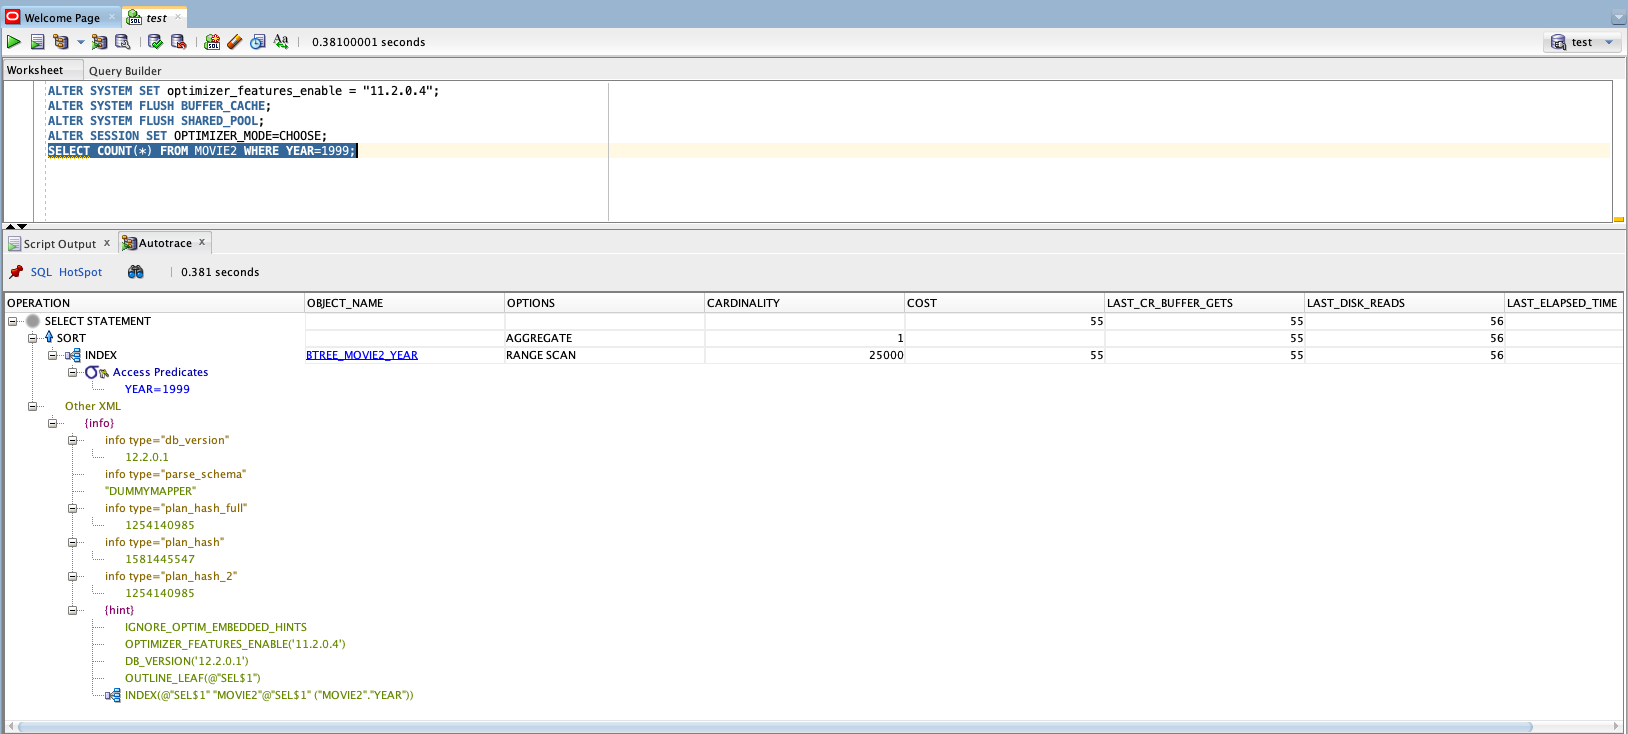 Welcome Page
test
0.38100001 seconds
test
Worksheet
Query Builder
ALTER SYSTEM SET optimizer_features_enable = "11.2.0.4";
ALTER SYSTEM FLUSH BUFFER_CACHE;
ALTER SYSTEM FLUSH SHARED_POOL;
ALTER SESSION SET OPTIMIZER_MODE=CHOOSE;
SELECT COUNT(*) FROM MOVIE2 WHERE YEAR=1999;
Script Output
Autotrace
SQL HotSpot
0.381 seconds
OPERATION OBJECT_NAME OPTIONS CARDINALITY COST LAST_CR_BUFFER_GETS LAST_DISK_READS LAST_ELAPSED_TIME
SELECT STATEMENT 55 55 56
SORT AGGREGATE 1 55 56
INDEX BTREE_MOVIE2_YEAR RANGE SCAN 25000 55 55 56
Access Predicates
YEAR=1999
Other XML
{info}
info type="db_version"
12.2.0.1
info type="parse_schema"
"DUMMYMAPPER"
info type="plan_hash_full"
1254140985
info type="plan_hash"
1581445547
info type="plan_hash_2"
1254140985
{hint}
IGNORE_OPTIM_EMBEDDED_HINTS
OPTIMIZER_FEATURES_ENABLE('11.2.0.4')
DB_VERSION('12.2.0.1')
OUTLINE_LEAF(@"SEL$1")
INDEX(@"SEL$1" "MOVIE2"@"SEL$1" ("MOVIE2"."YEAR"))